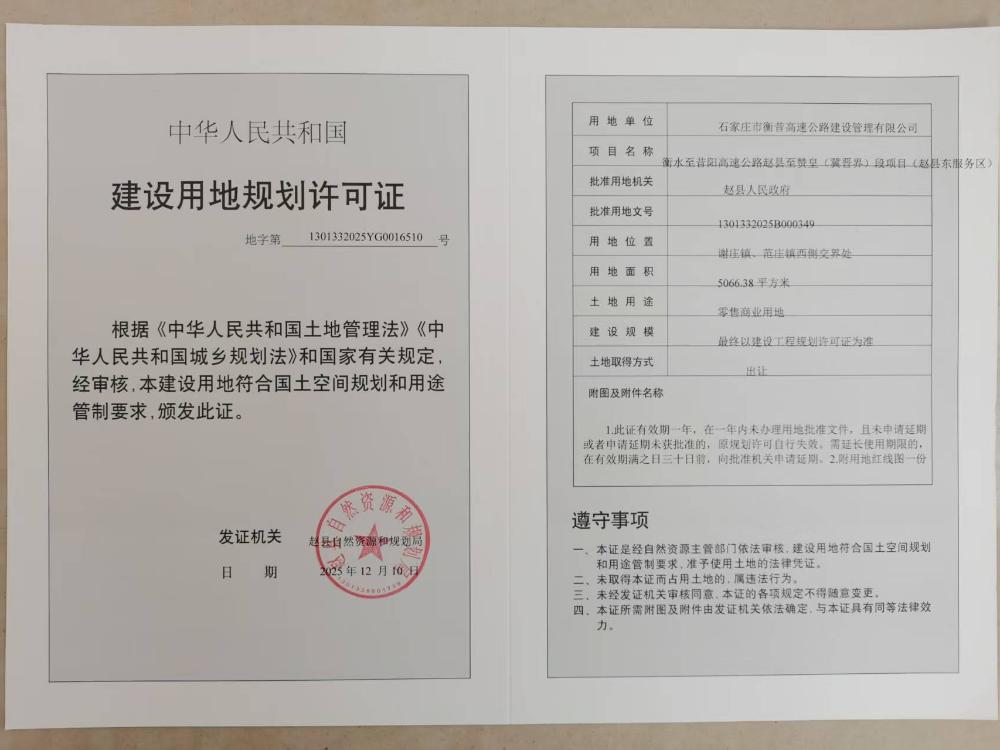 中华人民共和国
建设用地规划许可证
地字第 1301332025YG0016510 号
根据《中华人民共和国土地管理法》《中
华人民共和国城乡规划法》和国家有关规定，
经审核，本建设用地符合国土空间规划和用途
管制要求，颁发此证。
发证机关 赵县自然资源和规划局
日 期 2025 年 12 月 10 日
赵县自然资源和规划局
用地单位 石家庄市衡昔高速公路建设管理有限公司
项目名称 衡水至昔阳高速公路赵县至赞皇（冀晋界）段项目（赵县东服务区）
批准用地机关 赵县人民政府
批准用地文号 1301332025B000349
用地位置 谢庄镇、范庄镇西侧交界处
用地面积 5066.38 平方米
土地用途 零售商业用地
建设规模 最终以建设工程规划许可证为准
土地取得方式 出让
附图及附件名称
1.此证有效期一年，在一年内未办理用地批准文件，且未申请延期
或者申请延期未获批准的，原规划许可自行失效。需延长使用期限的，
在有效期满之日三十日前，向批准机关申请延期。2.附用地红线图一份
遵守事项
一、本证是经自然资源主管部门依法审核，建设用地符合国土空间规划
和用途管制要求，准予使用土地的法律凭证。
二、未取得本证而占用土地的，属违法行为。
三、未经发证机关审核同意，本证的各项规定不得随意变更。
四、本证所需附图及附件由发证机关依法确定，与本证具有同等法律效
力。